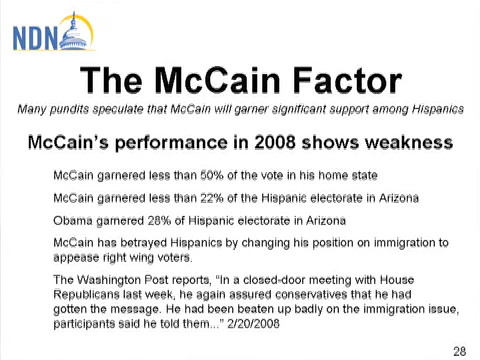 NDN
The McCain Factor
Many pundits speculate that McCain will garner significant support among Hispanics
McCain's performance in 2008 shows weakness
McCain garnered less than 50% of the vote in his home state
McCain garnered less than 22% of the Hispanic electorate in Arizona
Obama garnered 28% of Hispanic electorate in Arizona
McCain has betrayed Hispanics by changing his position on immigration to
appease right wing voters.
The Washington Post reports, “In a closed-door meeting with House
Republicans last week, he again assured conservatives that he had
gotten the message. He had been beaten up badly on the immigration issue,
participants said he told them...” 2/20/2008
28